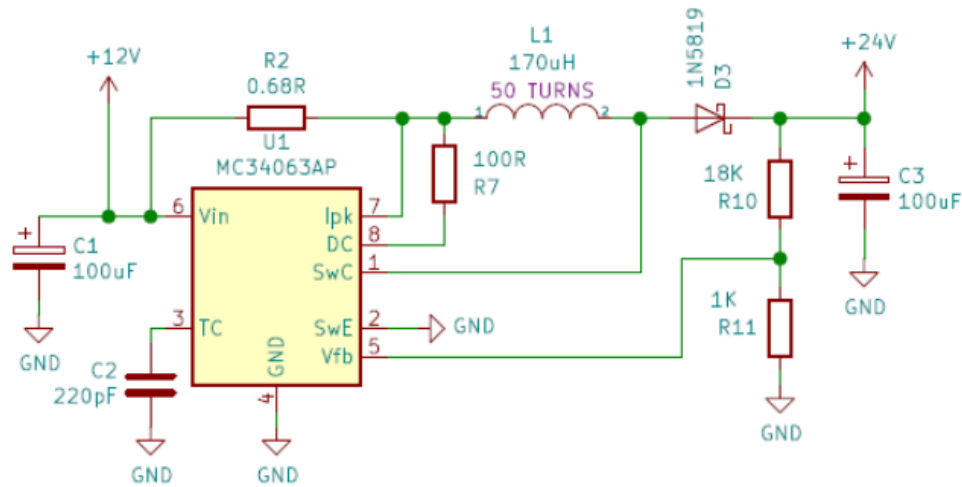 +12V
R2
0.68R
L1
170uH
50 TURNS
1
2
1N5819
D3
+24V
U1
MC34063AP
6
Vin
Ipk
7
DC
8
SwC
1
3
TC
SwE
2
Vfb
5
GND
4
100R
R7
18K
R10
C3
100uF
+
C1
100uF
+
C2
220pF
1K
R11
GND
GND
GND
GND
GND
GND